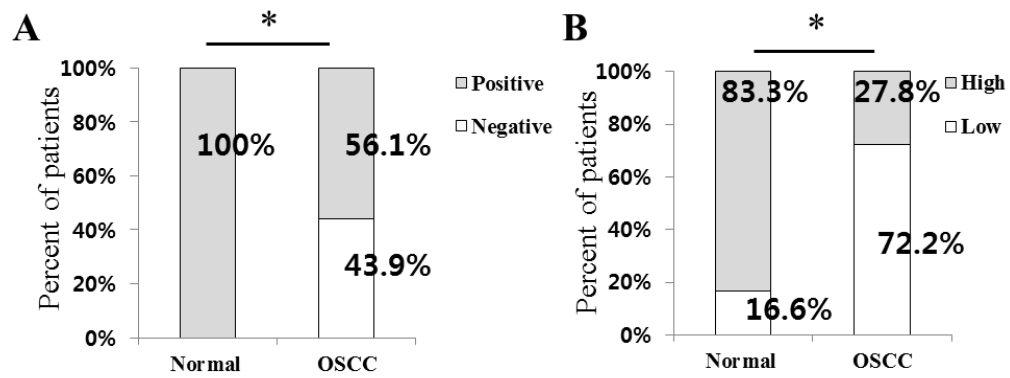 A
*
Percent of patients
100%
80%
60%
40%
20%
0%
100%
56.1%
43.9%
Normal
OSCC
Positive
Negative
B
*
Percent of patients
100%
80%
60%
40%
20%
0%
83.3%
27.8%
72.2%
16.6%
Normal
OSCC
High
Low